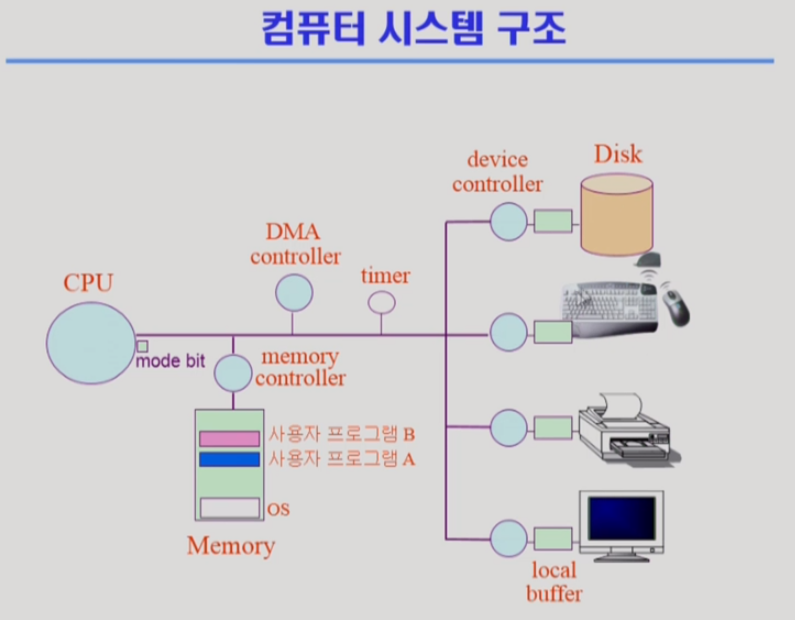 컴퓨터 시스템 구조
device
controller
Disk
DMA
controller
timer
CPU
mode bit
memory
controller
사용자 프로그램 B
사용자 프로그램 A
OS
Memory
local
buffer